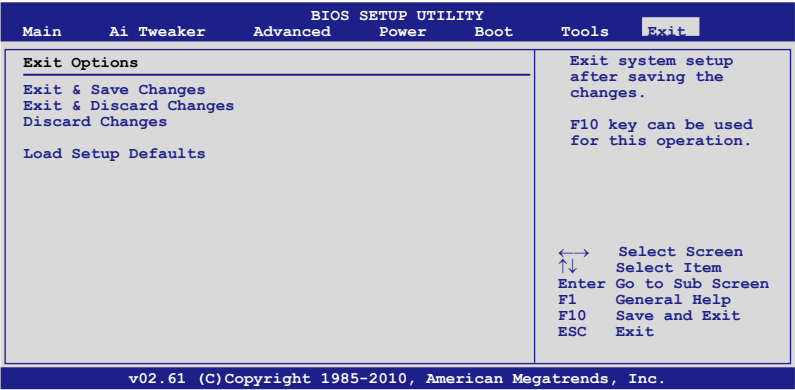 BIOS SETUP UTILITY
Main Ai Tweaker Advanced Power Boot Tools Exit
Exit Options
Exit & Save Changes
Exit & Discard Changes
Discard Changes
Load Setup Defaults
Exit system setup
after saving the
changes.
F10 key can be used
for this operation.
←→ Select Screen
↑↓ Select Item
Enter Go to Sub Screen
F1 General Help
F10 Save and Exit
ESC Exit
v02.61 (C)Copyright 1985-2010, American Megatrends, Inc.